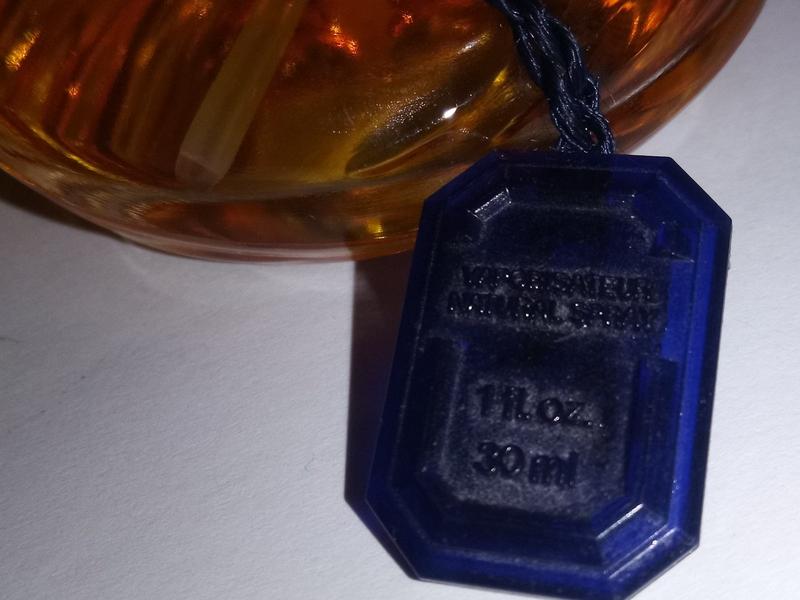 VAPORISATEUR
NATURAL SPRAY
1 fl. oz.
30 ml